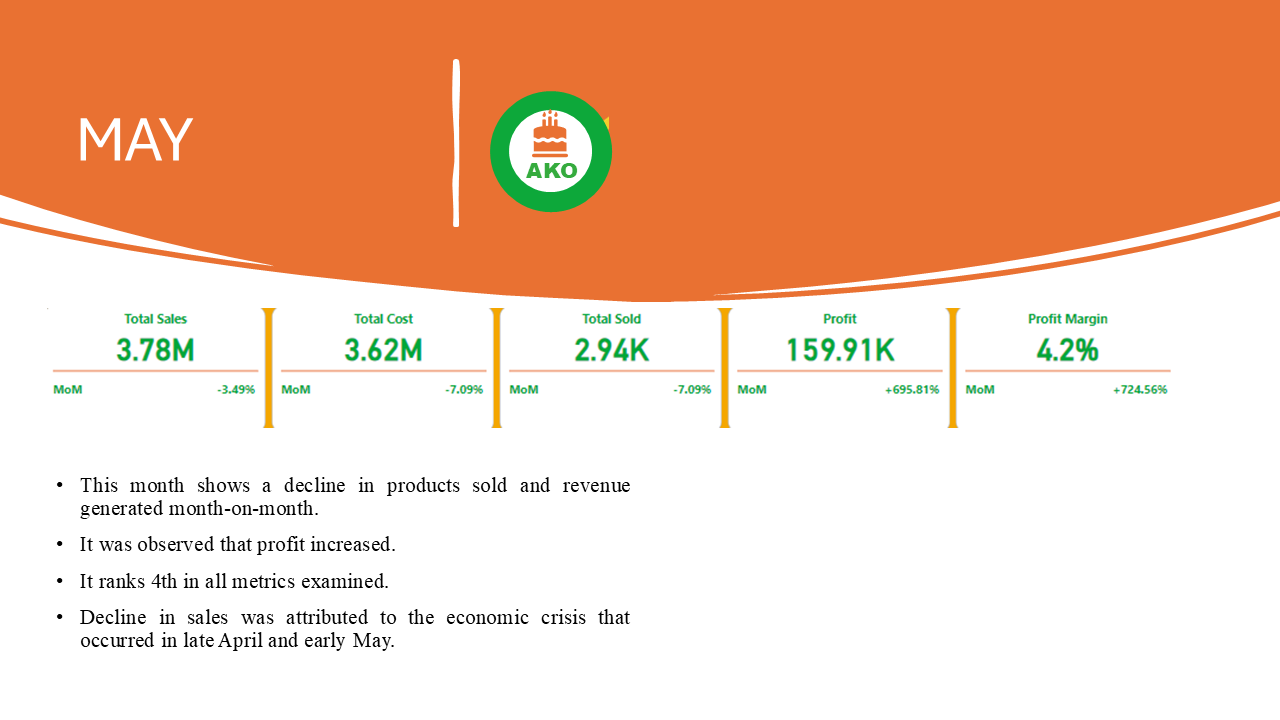 MAY
AKO
Total Sales
3.78M
MoM -3.49%
Total Cost
3.62M
MoM -7.09%
Total Sold
2.94K
MoM -7.09%
Profit
159.91K
MoM +695.81%
Profit Margin
4.2%
MoM +724.56%
• This month shows a decline in products sold and revenue
generated month-on-month.
• It was observed that profit increased.
• It ranks 4th in all metrics examined.
• Decline in sales was attributed to the economic crisis that
occurred in late April and early May.